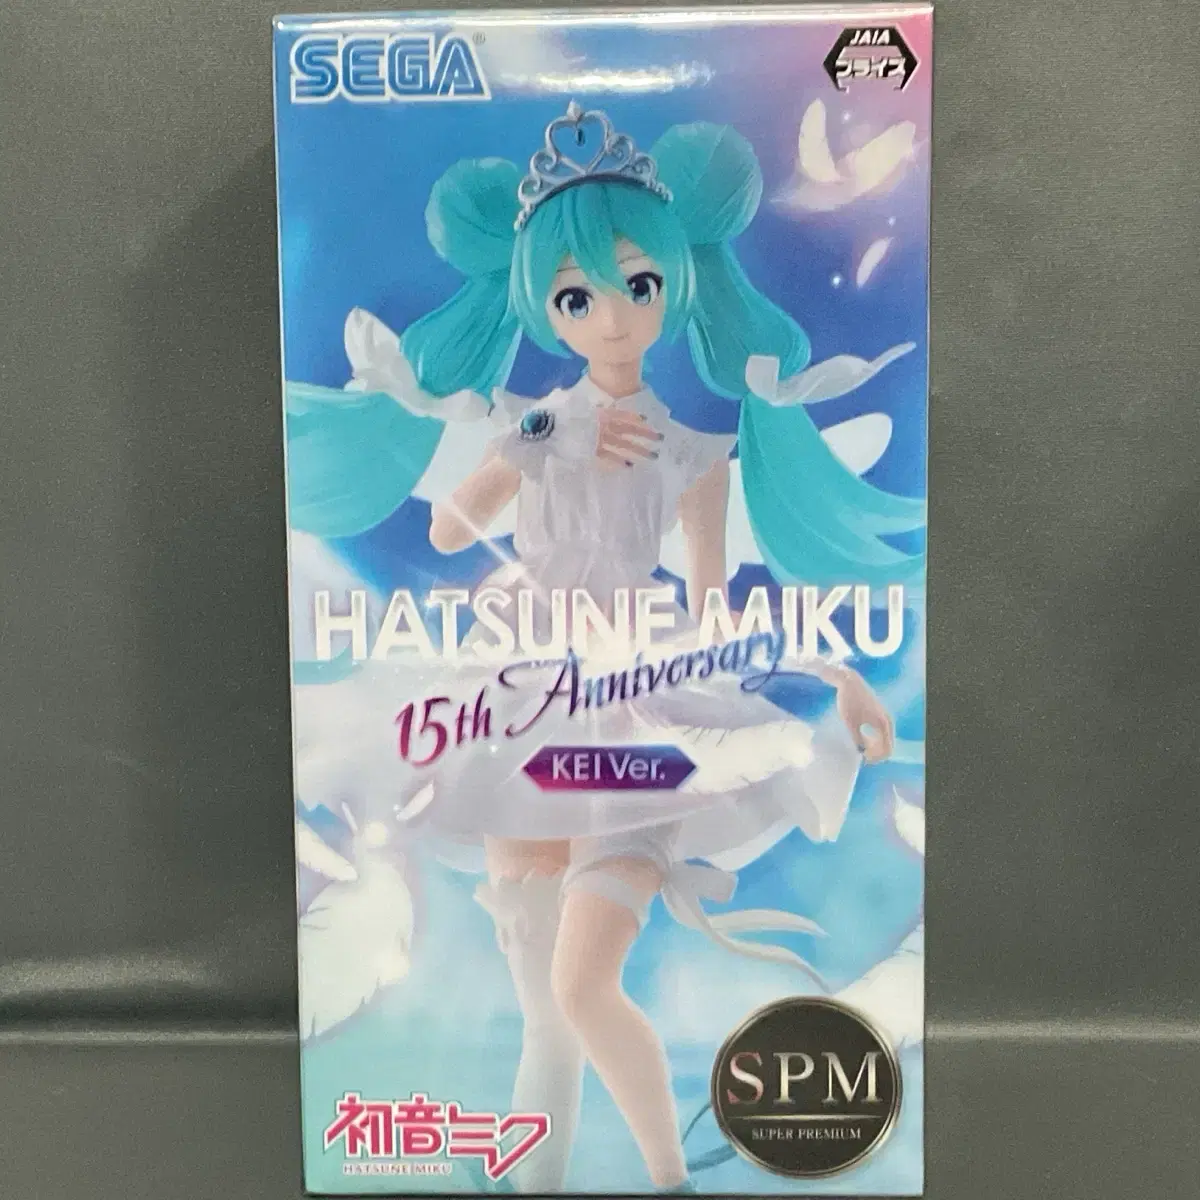 SEGA®
JAIA
プライズ
HATSUNE MIKU
15th Anniversary
KEI Ver.
SPM
SUPER PREMIUM
初音ミク
HATSUNE MIKU